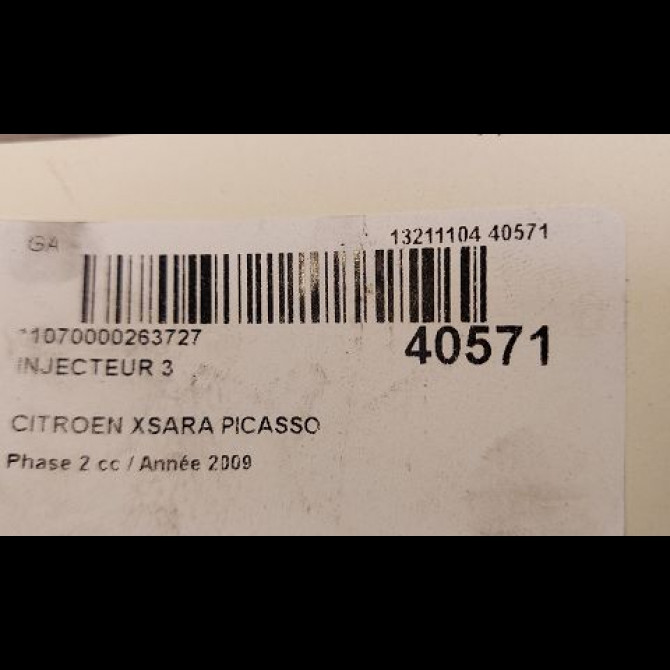 GA 13211104 40571
*1070000263727 40571
INJECTEUR 3
CITROEN XSARA PICASSO
Phase 2 cc / Année 2009